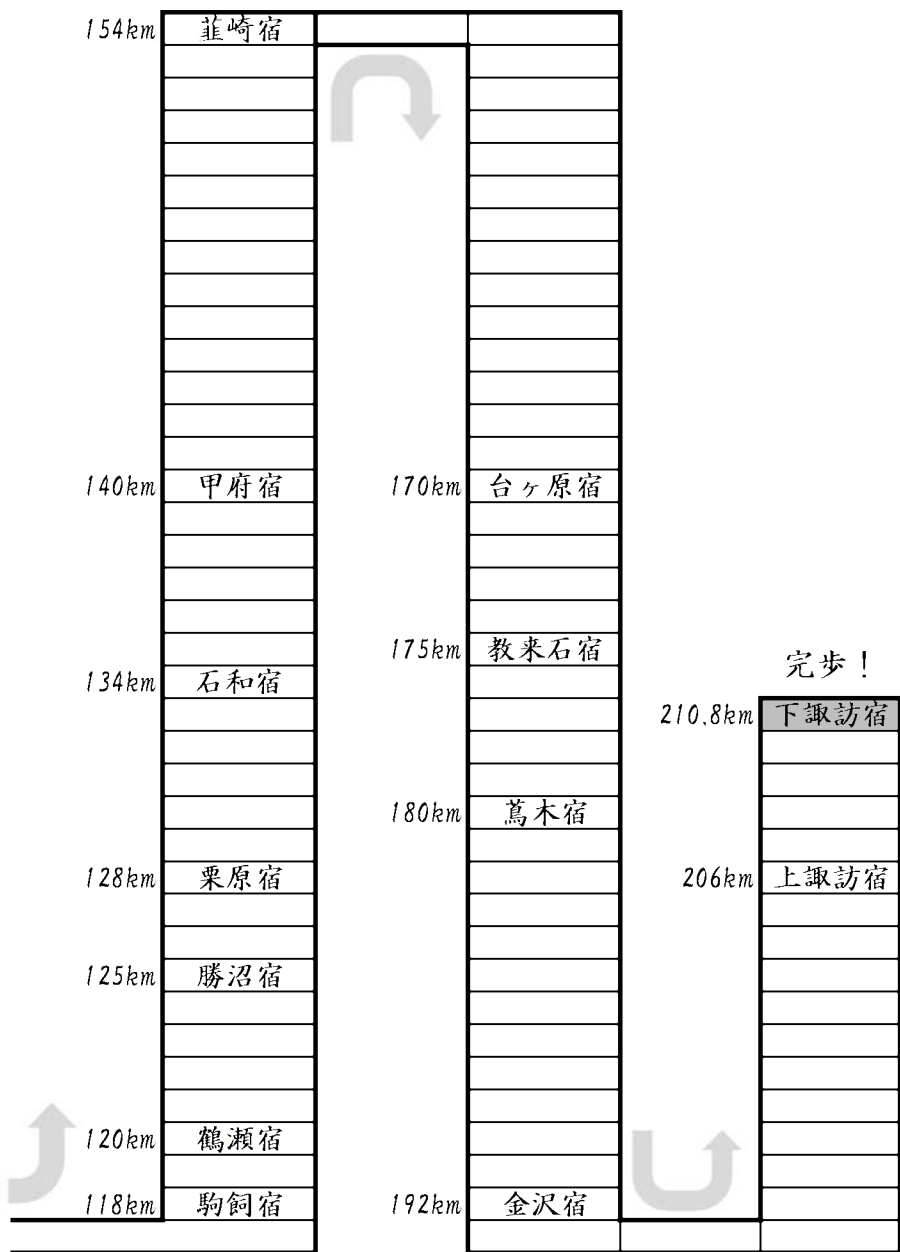 154km 韮崎宿
140km 甲府宿
170km 台ヶ原宿
175km 教来石宿
134km 石和宿
完歩！
210.8km 下諏訪宿
180km 蔦木宿
128km 栗原宿
206km 上諏訪宿
125km 勝沼宿
120km 鶴瀬宿
118km 駒飼宿
192km 金沢宿